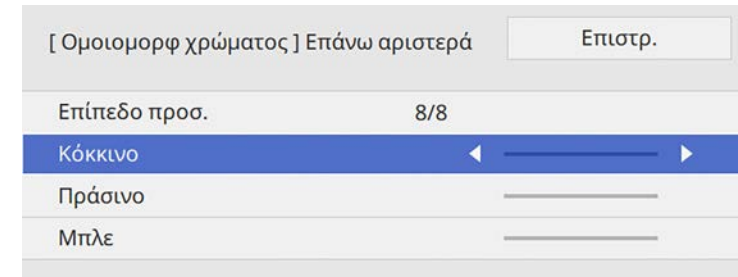 [ Ομοιομορφ χρώματος ] Επάνω αριστερά
Επιστρ.
Επίπεδο προσ. 8/8
Κόκκινο
Πράσινο
Μπλε